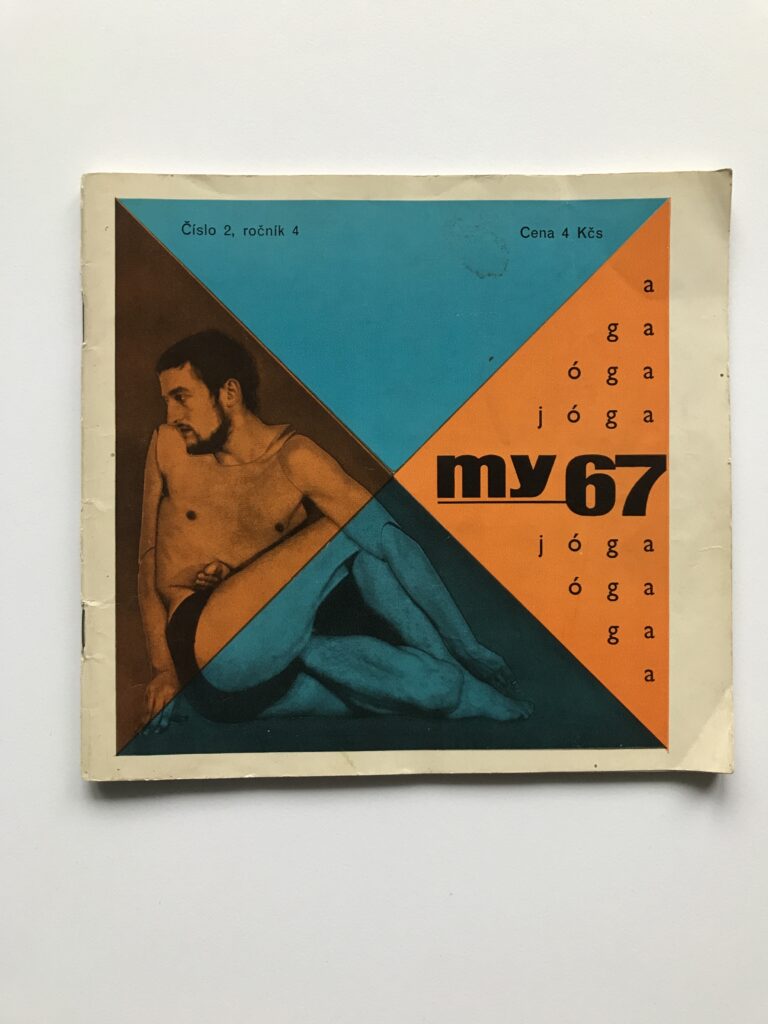 Číslo 2, ročník 4
Cena 4 Kčs
a
g a
ó g a
j ó g a
my 67
j ó g a
ó g a
g a
a